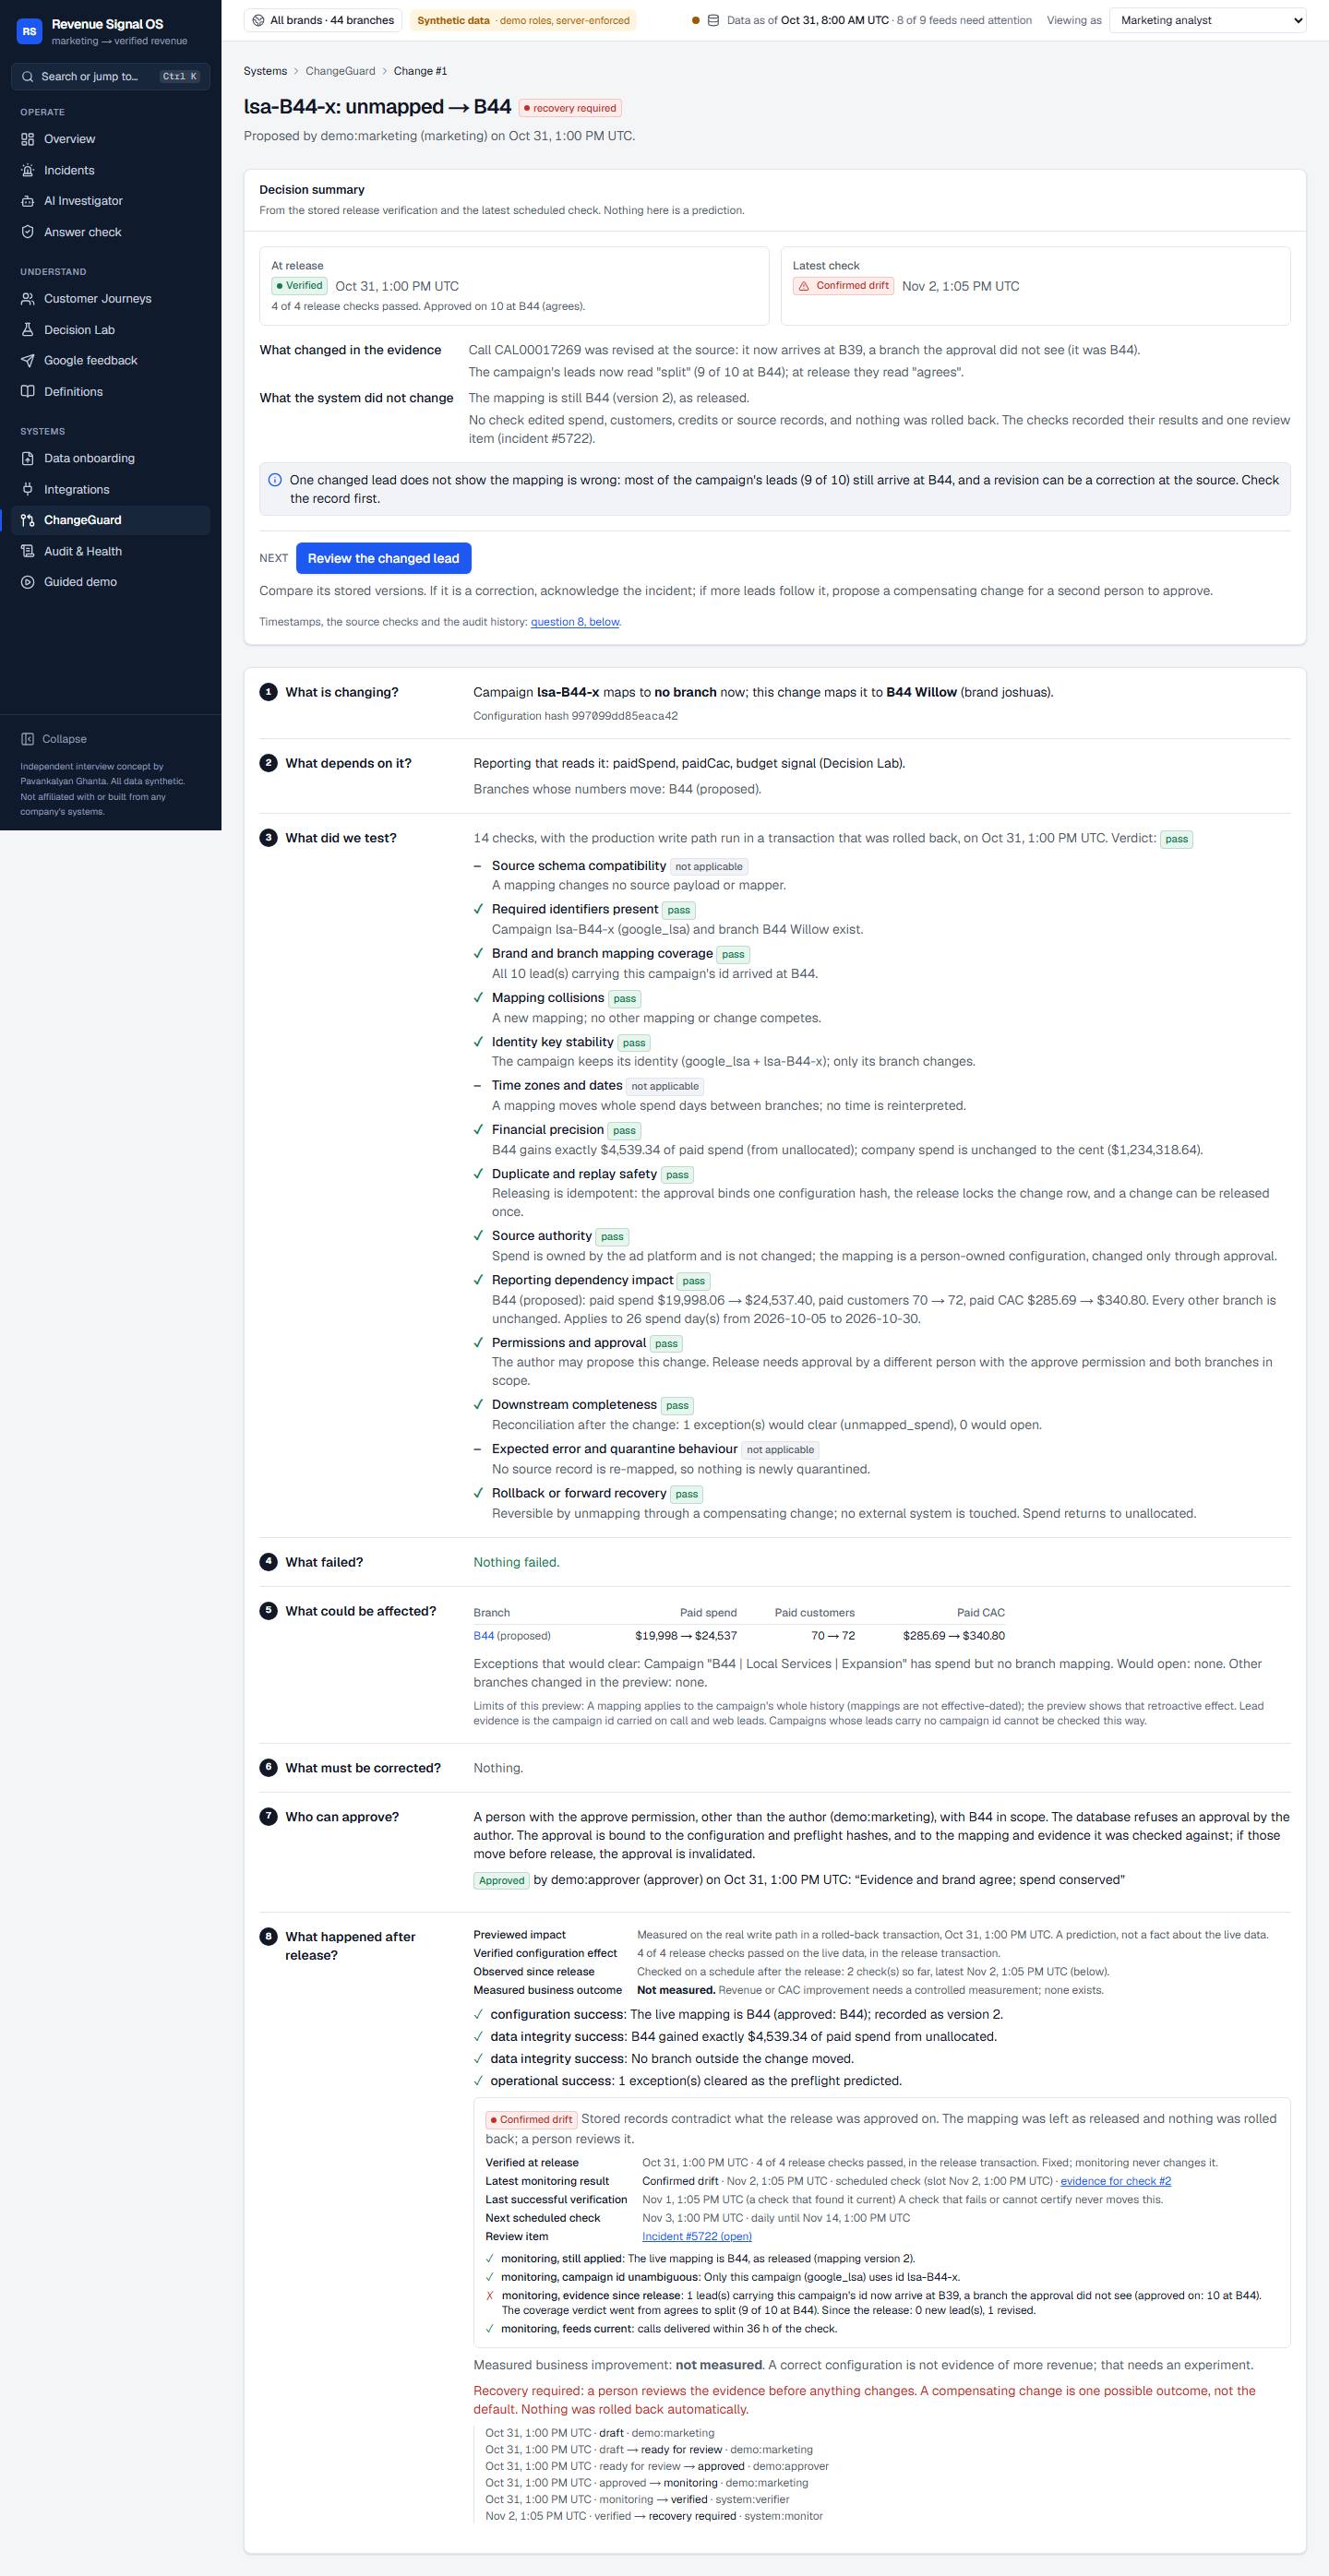 RS
Revenue Signal OS
marketing → verified revenue
Search or jump to...
Ctrl K
OPERATE
Overview
Incidents
AI Investigator
Answer check
UNDERSTAND
Customer Journeys
Decision Lab
Google feedback
Definitions
SYSTEMS
Data onboarding
Integrations
ChangeGuard
Audit & Health
Guided demo
Collapse
Independent interview concept by
Pavankalyan Ghanta. All data synthetic.
Not affiliated with or built from any
company's systems.
All brands · 44 branches
Synthetic data · demo roles, server-enforced
Data as of Oct 31, 8:00 AM UTC · 8 of 9 feeds need attention
Viewing as
Marketing analyst
Systems > ChangeGuard > Change #1
lsa-B44-x: unmapped → B44
recovery required
Proposed by demo:marketing (marketing) on Oct 31, 1:00 PM UTC.
Decision summary
From the stored release verification and the latest scheduled check. Nothing here is a prediction.
At release
Verified Oct 31, 1:00 PM UTC
4 of 4 release checks passed. Approved on 10 at B44 (agrees).
Latest check
Confirmed drift Nov 2, 1:05 PM UTC
What changed in the evidence
Call CAL00017269 was revised at the source: it now arrives at B39, a branch the approval did not see (it was B44).
The campaign's leads now read "split" (9 of 10 at B44); at release they read "agrees".
What the system did not change
The mapping is still B44 (version 2), as released.
No check edited spend, customers, credits or source records, and nothing was rolled back. The checks recorded their results and one review
item (incident #5722).
One changed lead does not show the mapping is wrong: most of the campaign's leads (9 of 10) still arrive at B44, and a revision can be a correction at the source. Check
the record first.
NEXT
Review the changed lead
Compare its stored versions. If it is a correction, acknowledge the incident; if more leads follow it, propose a compensating change for a second person to approve.
Timestamps, the source checks and the audit history: question 8, below.
1 What is changing?
Campaign lsa-B44-x maps to no branch now; this change maps it to B44 Willow (brand joshuas).
Configuration hash 997099dd85eaca42
2 What depends on it?
Reporting that reads it: paidSpend, paidCac, budget signal (Decision Lab).
Branches whose numbers move: B44 (proposed).
3 What did we test?
14 checks, with the production write path run in a transaction that was rolled back, on Oct 31, 1:00 PM UTC. Verdict: pass
– Source schema compatibility not applicable
A mapping changes no source payload or mapper.
✓ Required identifiers present pass
Campaign lsa-B44-x (google_lsa) and branch B44 Willow exist.
✓ Brand and branch mapping coverage pass
All 10 lead(s) carrying this campaign's id arrived at B44.
✓ Mapping collisions pass
A new mapping; no other mapping or change competes.
✓ Identity key stability pass
The campaign keeps its identity (google_lsa + lsa-B44-x); only its branch changes.
– Time zones and dates not applicable
A mapping moves whole spend days between branches; no time is reinterpreted.
✓ Financial precision pass
B44 gains exactly $4,539.34 of paid spend (from unallocated); company spend is unchanged to the cent ($1,234,318.64).
✓ Duplicate and replay safety pass
Releasing is idempotent: the approval binds one configuration hash, the release locks the change row, and a change can be released
once.
✓ Source authority pass
Spend is owned by the ad platform and is not changed; the mapping is a person-owned configuration, changed only through approval.
✓ Reporting dependency impact pass
B44 (proposed): paid spend $19,998.06 → $24,537.40, paid customers 70 → 72, paid CAC $285.69 → $340.80. Every other branch is
unchanged. Applies to 26 spend day(s) from 2026-10-05 to 2026-10-30.
✓ Permissions and approval pass
The author may propose this change. Release needs approval by a different person with the approve permission and both branches in
scope.
✓ Downstream completeness pass
Reconciliation after the change: 1 exception(s) would clear (unmapped_spend), 0 would open.
– Expected error and quarantine behaviour not applicable
No source record is re-mapped, so nothing is newly quarantined.
✓ Rollback or forward recovery pass
Reversible by unmapping through a compensating change; no external system is touched. Spend returns to unallocated.
4 What failed?
Nothing failed.
5 What could be affected?
Branch Paid spend Paid customers Paid CAC
B44 (proposed) $19,998 → $24,537 70 → 72 $285.69 → $340.80
Exceptions that would clear: Campaign "B44 | Local Services | Expansion" has spend but no branch mapping. Would open: none. Other
branches changed in the preview: none.
Limits of this preview: A mapping applies to the campaign's whole history (mappings are not effective-dated); the preview shows that retroactive effect. Lead
evidence is the campaign id carried on call and web leads. Campaigns whose leads carry no campaign id cannot be checked this way.
6 What must be corrected?
Nothing.
7 Who can approve?
A person with the approve permission, other than the author (demo:marketing), with B44 in scope. The database refuses an approval by the
author. The approval is bound to the configuration and preflight hashes, and to the mapping and evidence it was checked against; if those
move before release, the approval is invalidated.
Approved by demo:approver (approver) on Oct 31, 1:00 PM UTC: “Evidence and brand agree; spend conserved”
8 What happened after
release?
Previewed impact Measured on the real write path in a rolled-back transaction, Oct 31, 1:00 PM UTC. A prediction, not a fact about the live data.
Verified configuration effect 4 of 4 release checks passed on the live data, in the release transaction.
Observed since release Checked on a schedule after the release: 2 check(s) so far, latest Nov 2, 1:05 PM UTC (below).
Measured business outcome Not measured. Revenue or CAC improvement needs a controlled measurement; none exists.
✓ configuration success: The live mapping is B44 (approved: B44); recorded as version 2.
✓ data integrity success: B44 gained exactly $4,539.34 of paid spend from unallocated.
✓ data integrity success: No branch outside the change moved.
✓ operational success: 1 exception(s) cleared as the preflight predicted.
Confirmed drift Stored records contradict what the release was approved on. The mapping was left as released and nothing was rolled
back; a person reviews it.
Verified at release Oct 31, 1:00 PM UTC · 4 of 4 release checks passed, in the release transaction. Fixed; monitoring never changes it.
Latest monitoring result Confirmed drift · Nov 2, 1:05 PM UTC · scheduled check (slot Nov 2, 1:00 PM UTC) · evidence for check #2
Last successful verification Nov 1, 1:05 PM UTC (a check that found it current) A check that fails or cannot certify never moves this.
Next scheduled check Nov 3, 1:00 PM UTC · daily until Nov 14, 1:00 PM UTC
Review item Incident #5722 (open)
✓ monitoring, still applied: The live mapping is B44, as released (mapping version 2).
✓ monitoring, campaign id unambiguous: Only this campaign (google_lsa) uses id lsa-B44-x.
✗ monitoring, evidence since release: 1 lead(s) carrying this campaign's id now arrive at B39, a branch the approval did not see (approved on: 10 at B44).
The coverage verdict went from agrees to split (9 of 10 at B44). Since the release: 0 new lead(s), 1 revised.
✓ monitoring, feeds current: calls delivered within 36 h of the check.
Measured business improvement: not measured. A correct configuration is not evidence of more revenue; that needs an experiment.
Recovery required: a person reviews the evidence before anything changes. A compensating change is one possible outcome, not the
default. Nothing was rolled back automatically.
Oct 31, 1:00 PM UTC · draft · demo:marketing
Oct 31, 1:00 PM UTC · draft → ready for review · demo:marketing
Oct 31, 1:00 PM UTC · ready for review → approved · demo:approver
Oct 31, 1:00 PM UTC · approved → monitoring · demo:marketing
Oct 31, 1:00 PM UTC · monitoring → verified · system:verifier
Nov 2, 1:05 PM UTC · verified → recovery required · system:monitor